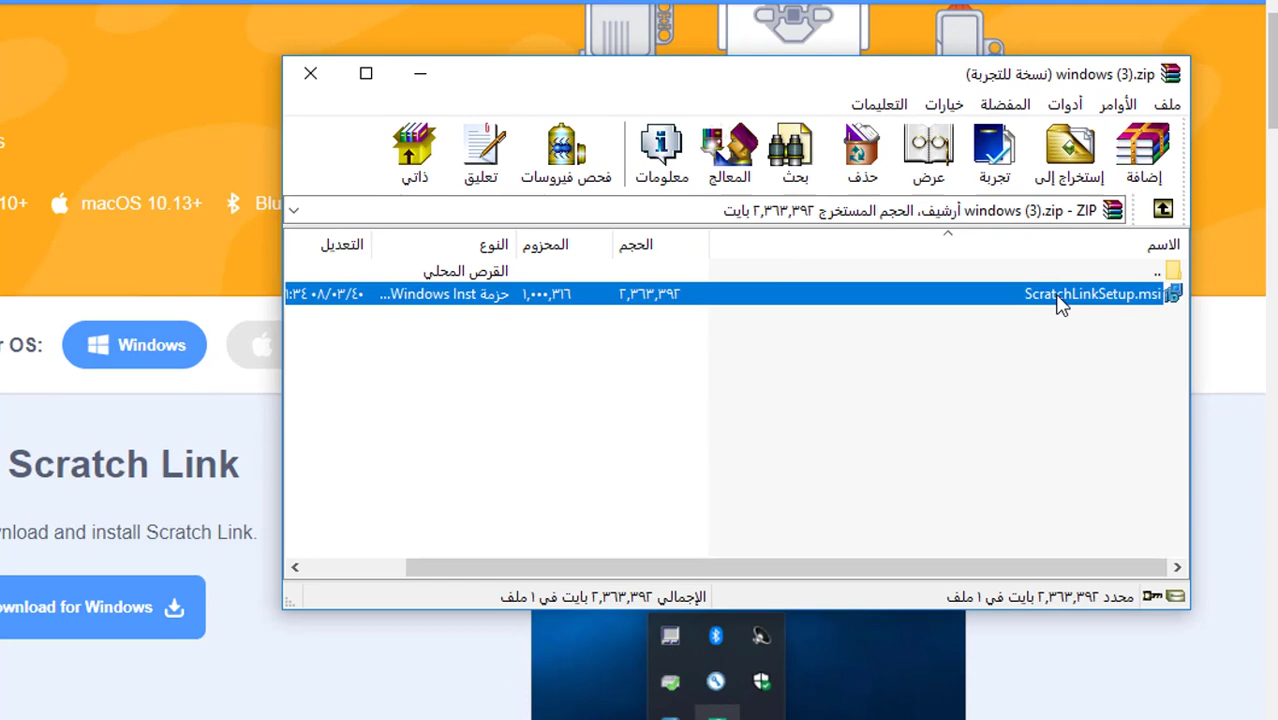 windows (3).zip (نسخة للتجربة)
ملف الأوامر أدوات المفضلة خيارات التعليمات
إضافة إستخراج إلى تجربة عرض حذف بحث المعالج معلومات فحص فيروسات تعليق ذاتي
windows (3).zip - ZIP أرشيف، الحجم المستخرج ٢,٣٦٣,٣٩٢ بايت
الاسم الحجم المحزوم النوع التعديل
.. القرص المحلي
ScratchLinkSetup.msi ٢,٣٦٣,٣٩٢ ١,٠٠٠,٣١٦ حزمة Windows Inst...
محدد ٢,٣٦٣,٣٩٢ بايت في ١ ملف
الإجمالي ٢,٣٦٣,٣٩٢ بايت في ١ ملف
10+ macOS 10.13+ Blu
r OS: Windows
Scratch Link
wnload and install Scratch Link.
ownload for Windows